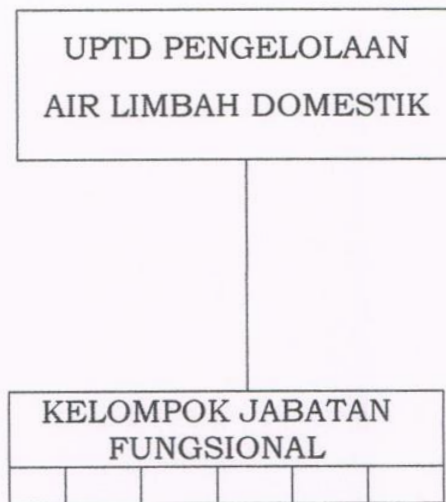 UPTD PENGELOLAAN
AIR LIMBAH DOMESTIK
KELOMPOK JABATAN
FUNGSIONAL